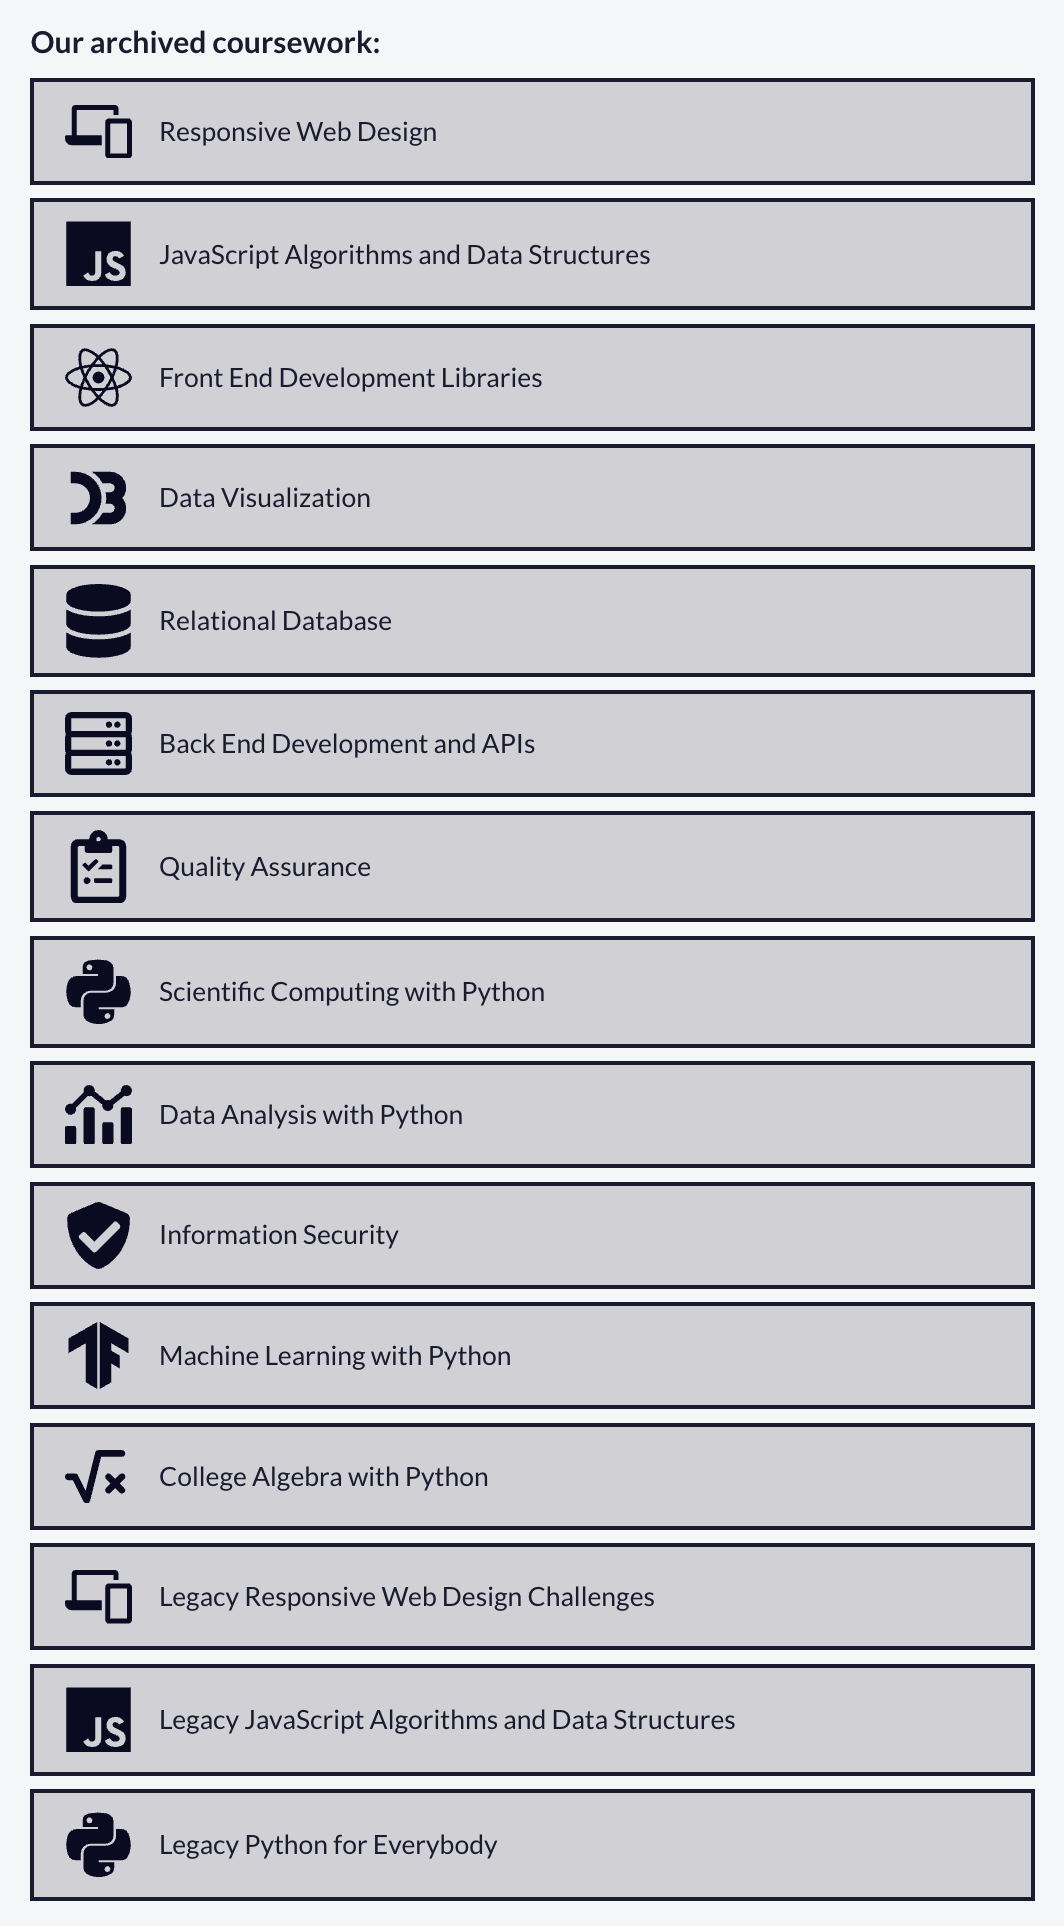 Our archived coursework:
Responsive Web Design
JS
JavaScript Algorithms and Data Structures
Front End Development Libraries
Data Visualization
Relational Database
Back End Development and APIs
Quality Assurance
Scientific Computing with Python
Data Analysis with Python
Information Security
Machine Learning with Python
College Algebra with Python
Legacy Responsive Web Design Challenges
JS
Legacy JavaScript Algorithms and Data Structures
Legacy Python for Everybody